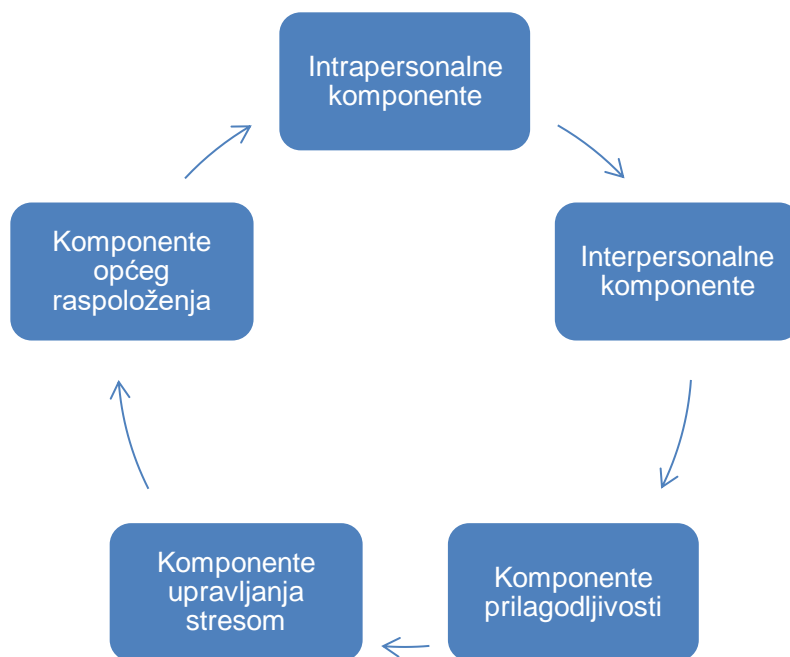 Intrapersonalne
komponente
Interpersonalne
komponente
Komponente
prilagodljivosti
Komponente
upravljanja
stresom
Komponente
općeg
raspoloženja